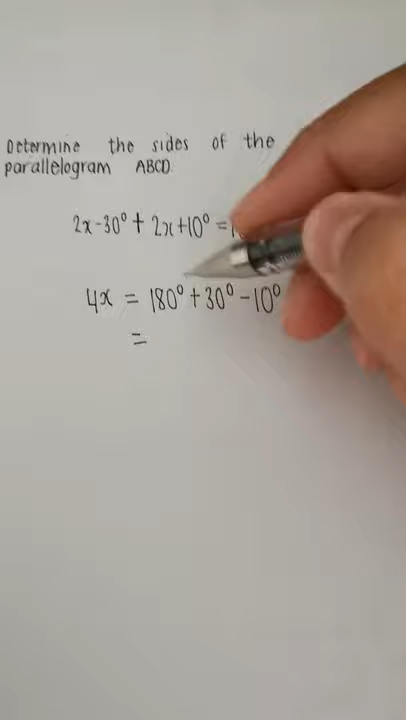 Determine the sides of the
parallelogram ABCD.
2x-30° + 2x+10° =
4x = 180° + 30° - 10°
=